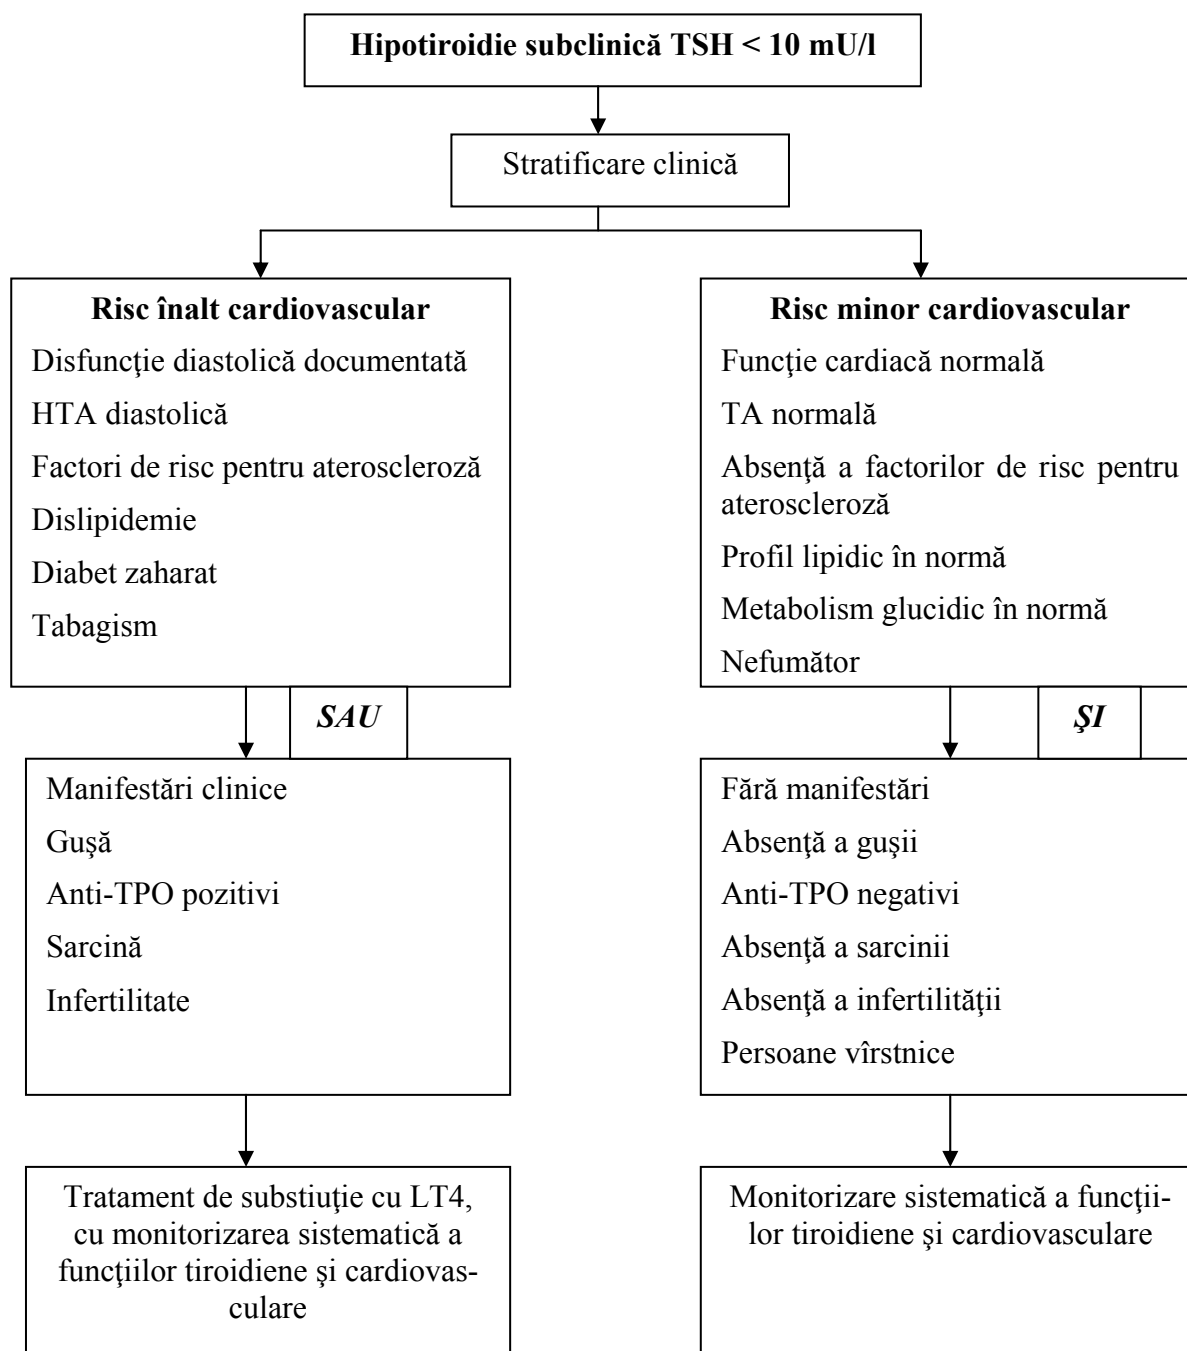 Hipotiroidie subclinică TSH < 10 mU/l
Stratificare clinică
Risc înalt cardiovascular
Disfuncţie diastolică documentată
HTA diastolică
Factori de risc pentru ateroscleroză
Dislipidemie
Diabet zaharat
Tabagism
SAU
Manifestări clinice
Guşă
Anti-TPO pozitivi
Sarcină
Infertilitate
Tratament de substiuţie cu LT4,
cu monitorizarea sistematică a
funcţiilor tiroidiene şi cardiovas-
culare
Risc minor cardiovascular
Funcţie cardiacă normală
TA normală
Absenţă a factorilor de risc pentru
ateroscleroză
Profil lipidic în normă
Metabolism glucidic în normă
Nefumător
ŞI
Fără manifestări
Absenţă a guşii
Anti-TPO negativi
Absenţă a sarcinii
Absenţă a infertilităţii
Persoane vîrstnice
Monitorizare sistematică a funcţii-
lor tiroidiene şi cardiovasculare